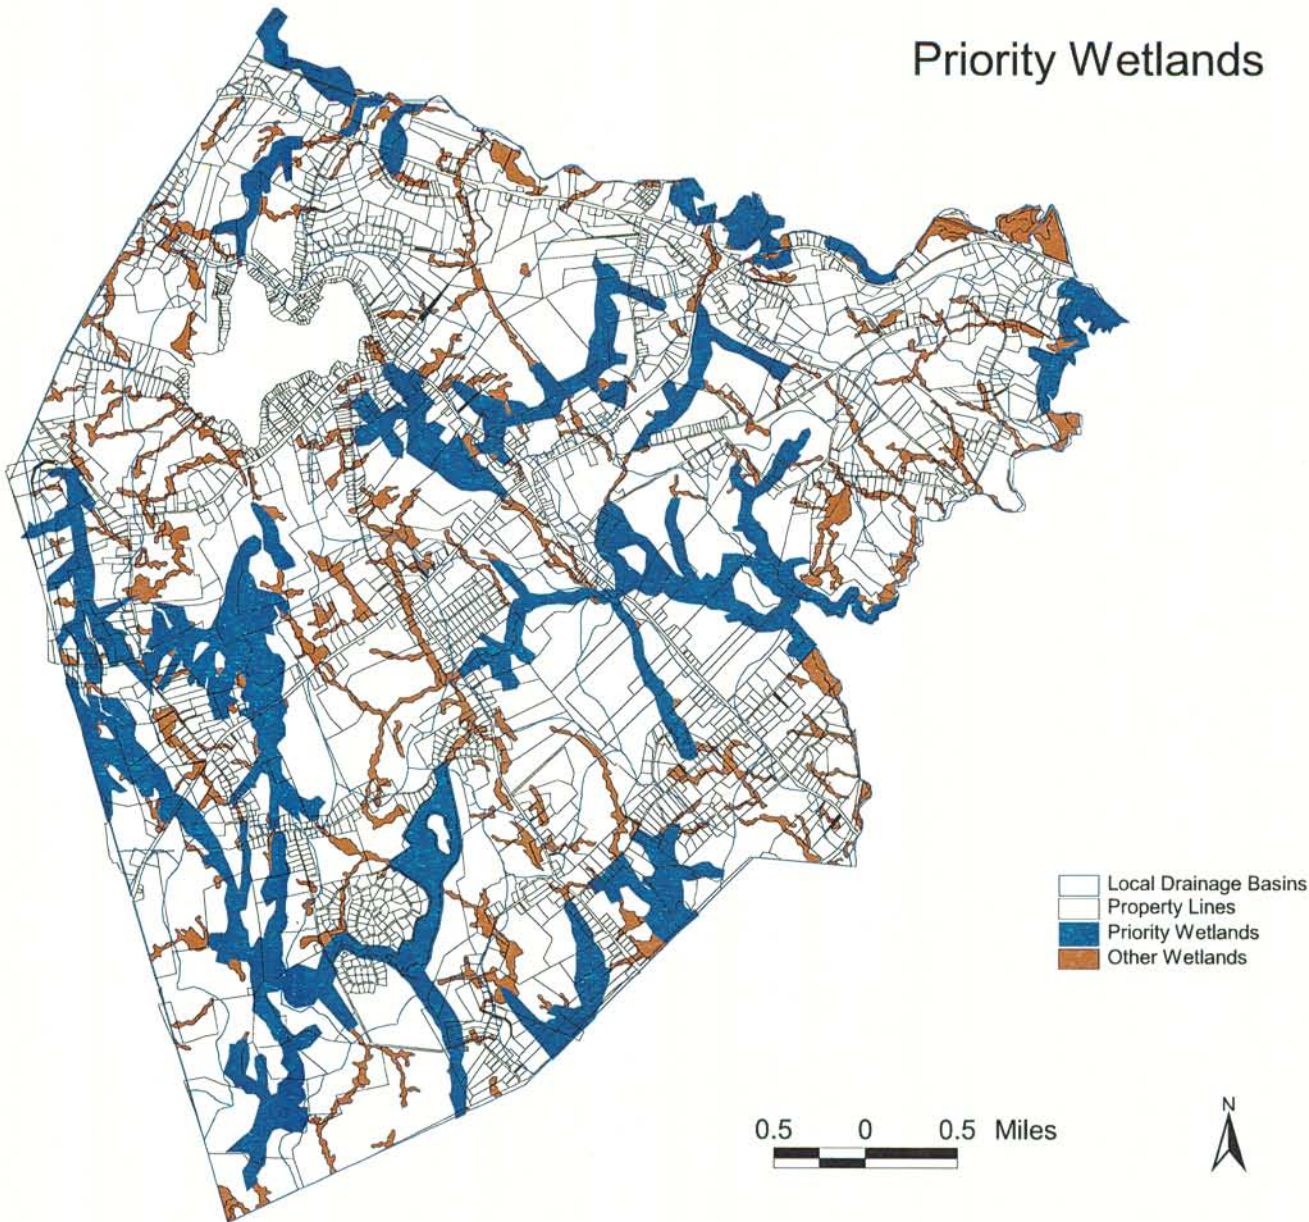 Priority Wetlands
Local Drainage Basins
Property Lines
Priority Wetlands
Other Wetlands
0.5 0 0.5 Miles
N